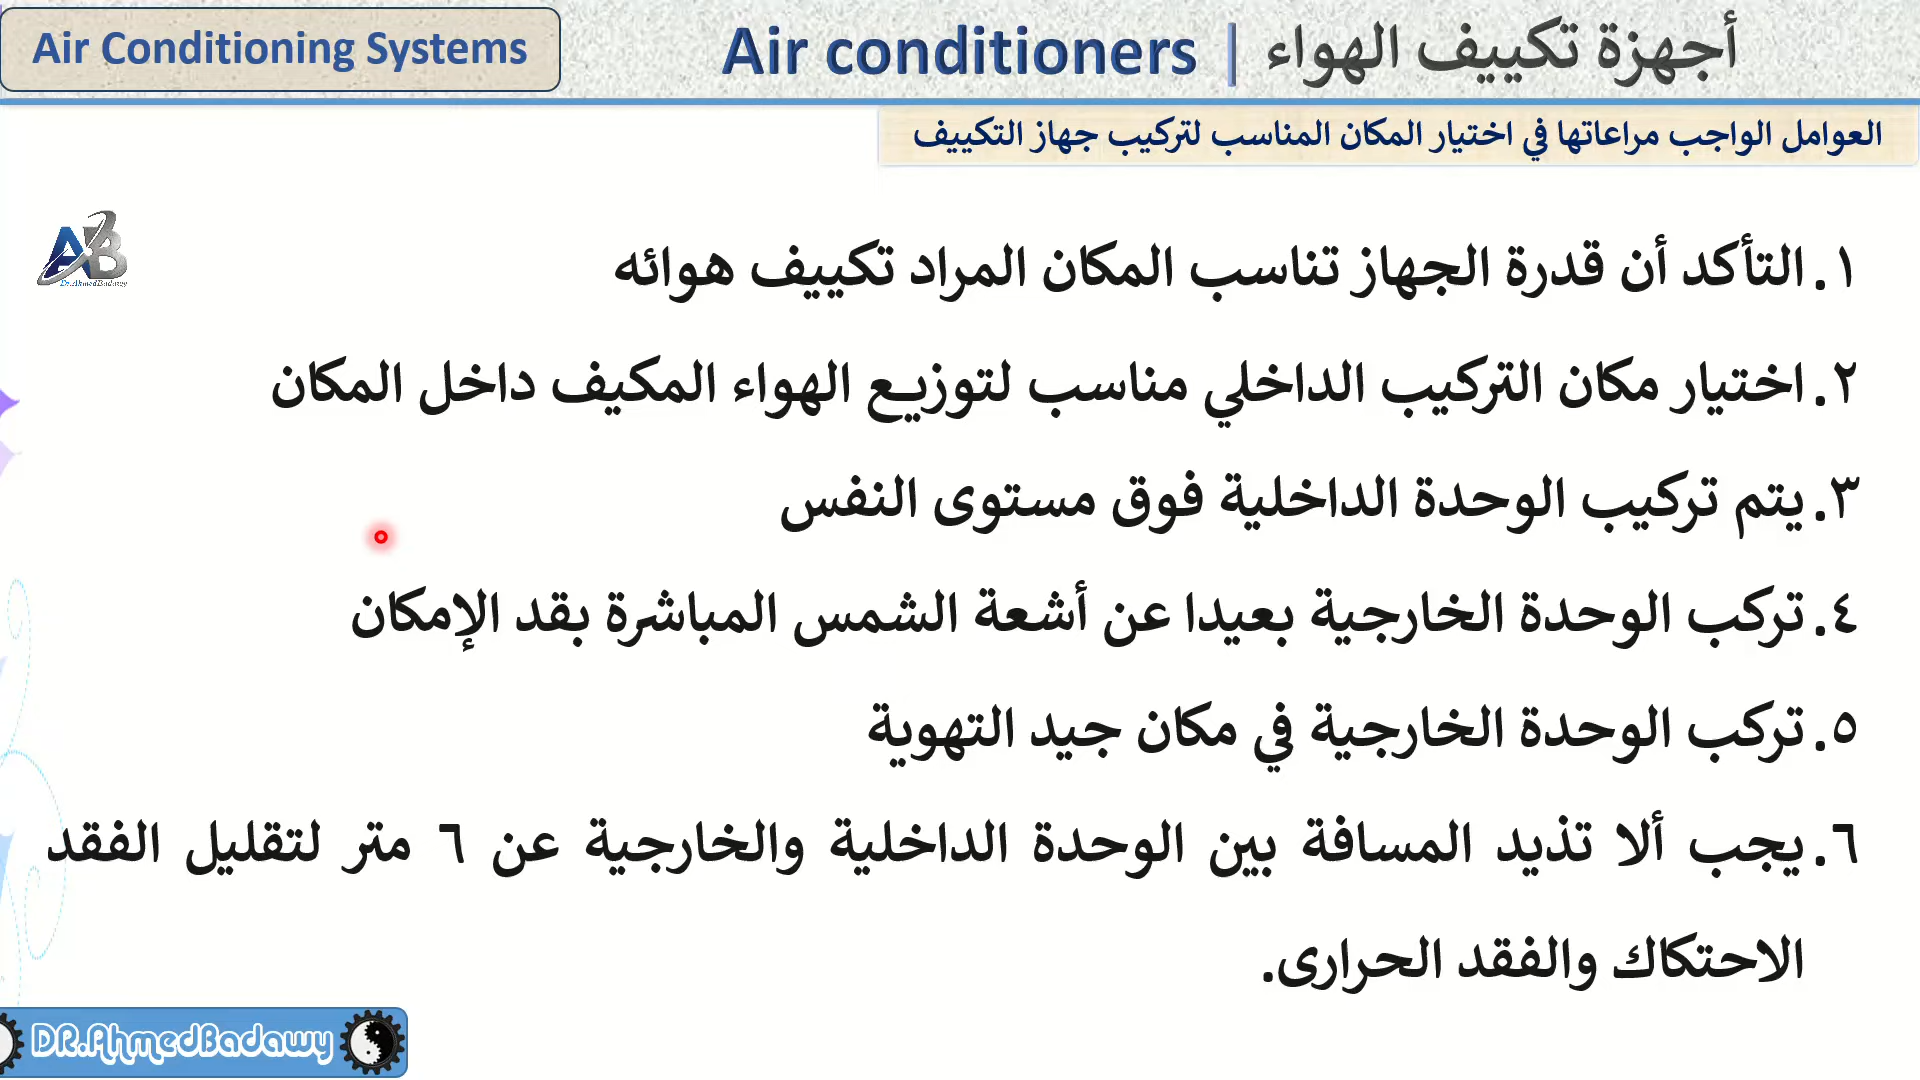 Air Conditioning Systems
أجهزة تكييف الهواء | Air conditioners
العوامل الواجب مراعاتها في اختيار المكان المناسب لتركيب جهاز التكييف
AB
Dr.AhmedBadawy
١. التأكد أن قدرة الجهاز تناسب المكان المراد تكييف هوائه
٢. اختيار مكان التركيب الداخلي مناسب لتوزيع الهواء المكيف داخل المكان
٣. يتم تركيب الوحدة الداخلية فوق مستوى النفس
٤. تركب الوحدة الخارجية بعيدا عن أشعة الشمس المباشرة بقد الإمكان
٥. تركب الوحدة الخارجية في مكان جيد التهوية
٦. يجب ألا تذيد المسافة بين الوحدة الداخلية والخارجية عن ٦ متر لتقليل الفقد
الاحتكاك والفقد الحرارى.
DR.AhmedBadawy